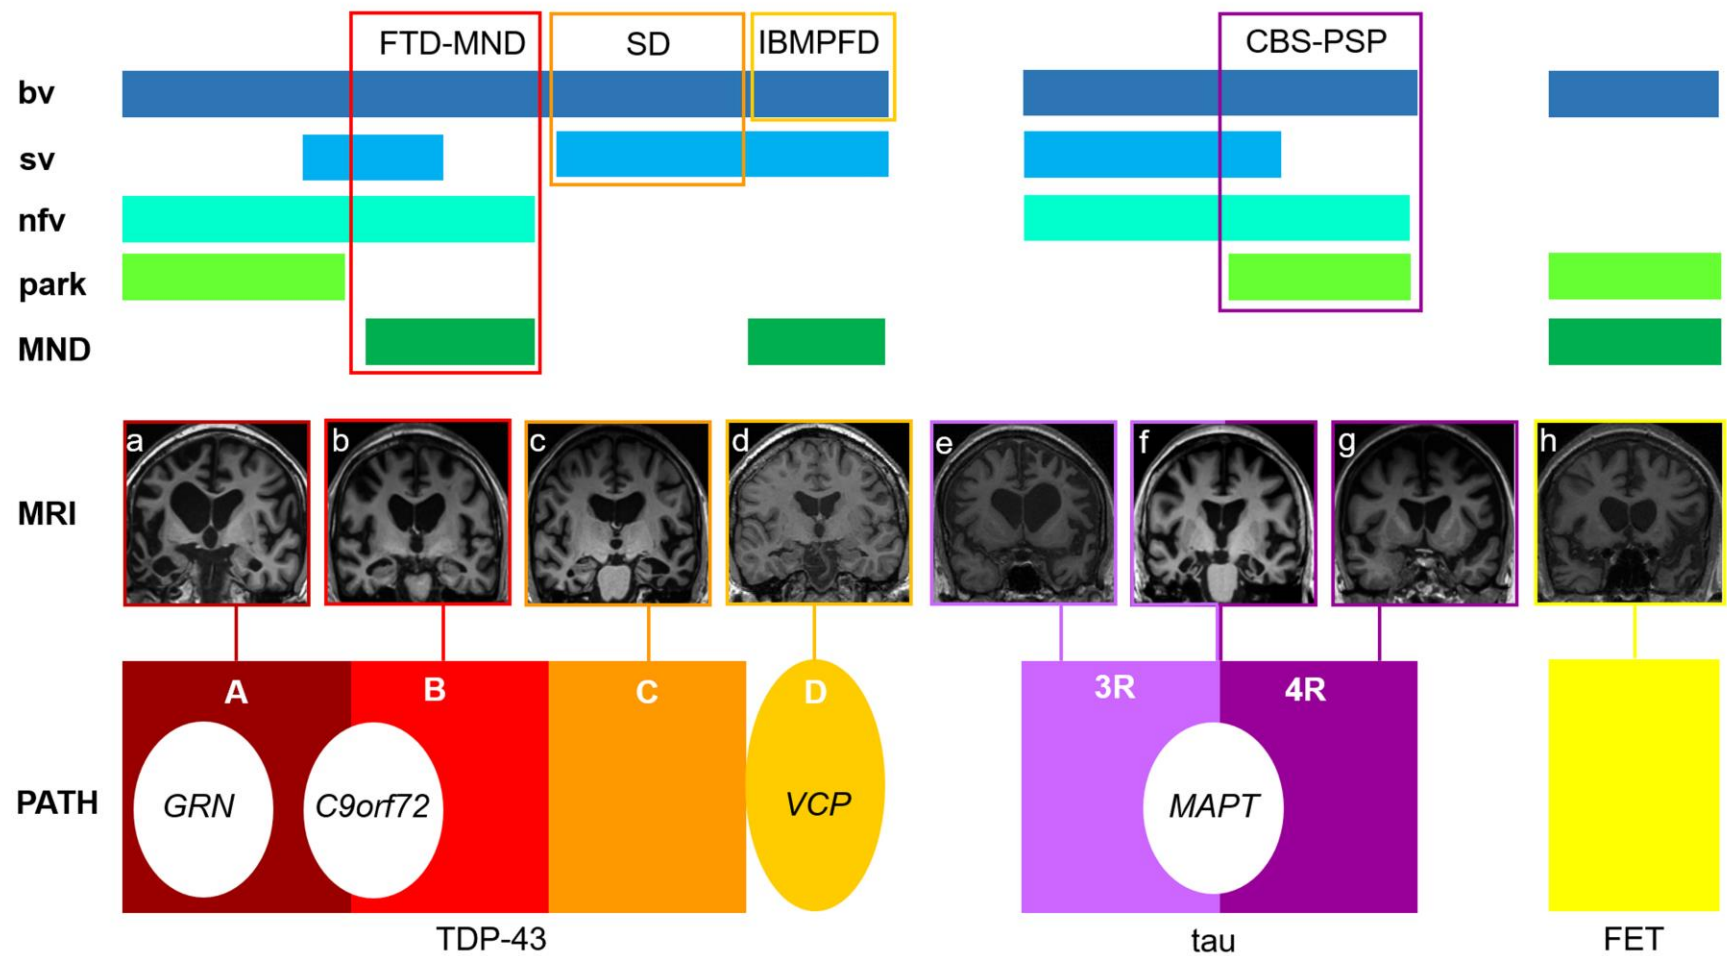 FTD-MND SD IBMPFD CBS-PSP
bv
sv
nfv
park
MND
a b c d e f g h
MRI
A B C D 3R 4R
PATH GRN C9orf72 VCP MAPT
TDP-43 tau FET